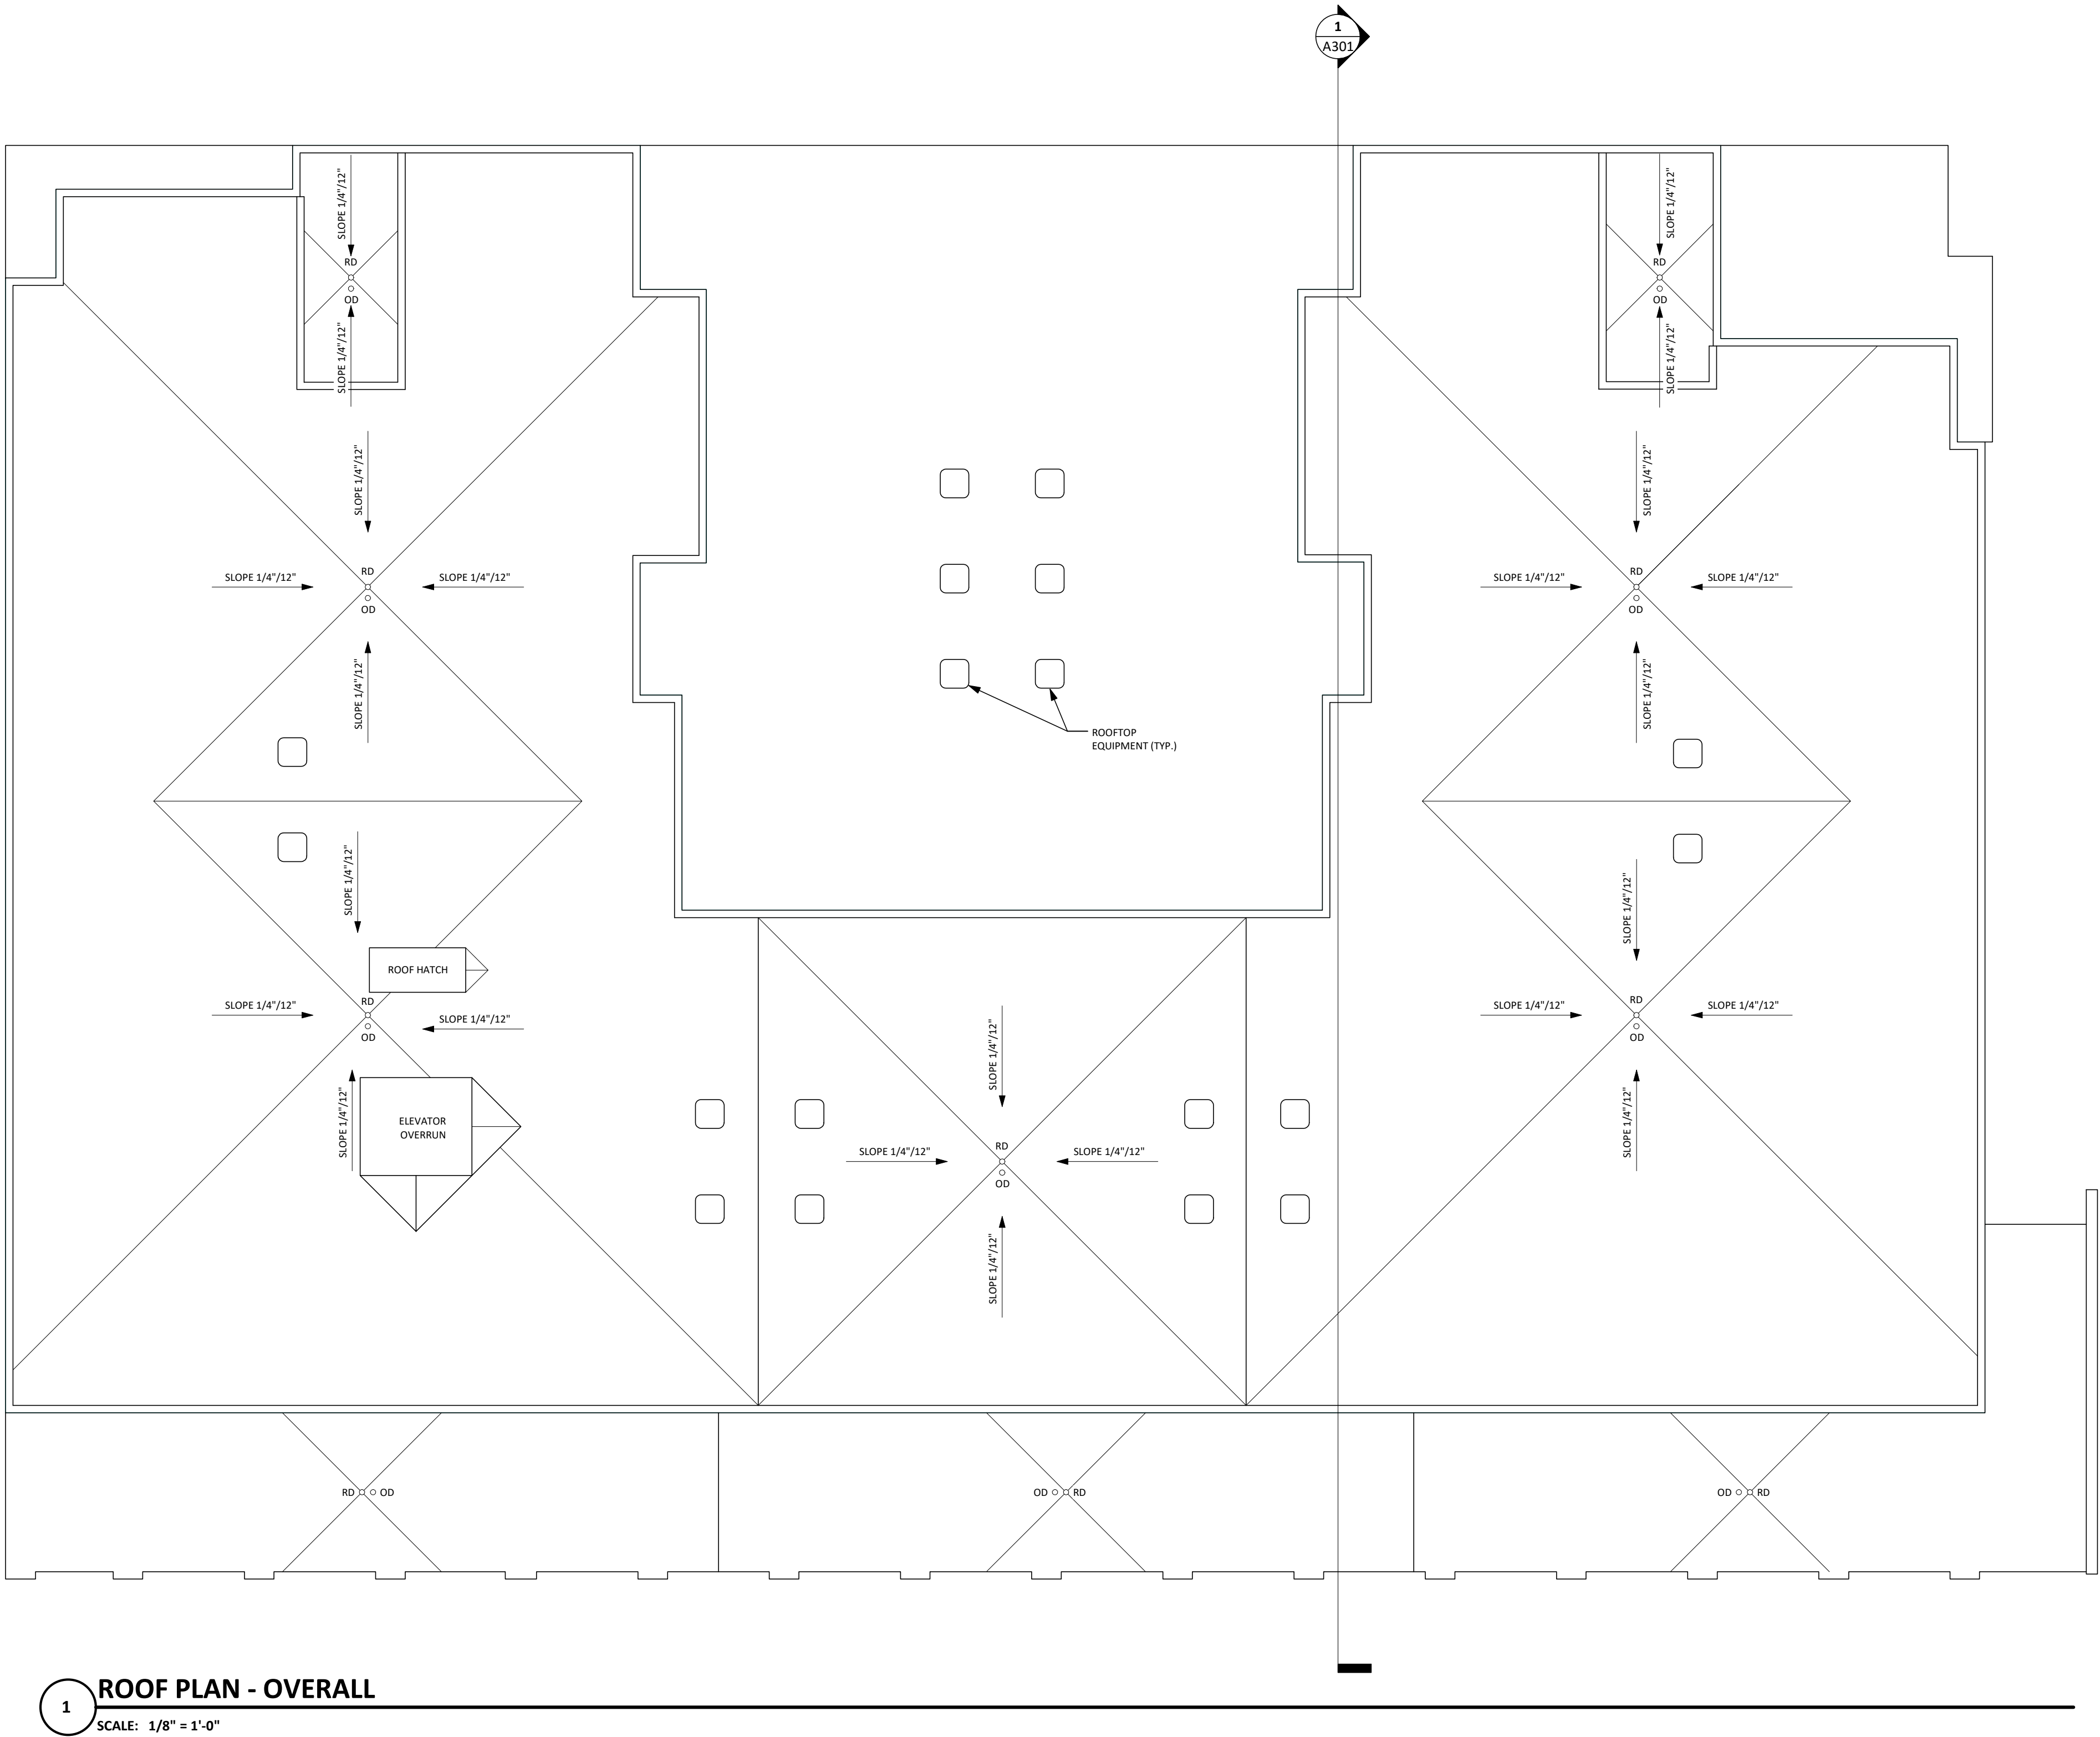 1
A301
SLOPE 1/4"/12"
SLOPE 1/4"/12"
RD
RD
OD
OD
SLOPE 1/4"/12"
SLOPE 1/4"/12"
SLOPE 1/4"/12"
SLOPE 1/4"/12"
RD
RD
SLOPE 1/4"/12"
SLOPE 1/4"/12"
SLOPE 1/4"/12"
SLOPE 1/4"/12"
OD
OD
SLOPE 1/4"/12"
SLOPE 1/4"/12"
ROOFTOP
EQUIPMENT (TYP.)
SLOPE 1/4"/12"
SLOPE 1/4"/12"
ROOF HATCH
RD
RD
SLOPE 1/4"/12"
SLOPE 1/4"/12"
SLOPE 1/4"/12"
SLOPE 1/4"/12"
OD
OD
SLOPE 1/4"/12"
SLOPE 1/4"/12"
ELEVATOR
OVERRUN
SLOPE 1/4"/12"
RD
SLOPE 1/4"/12"
SLOPE 1/4"/12"
OD
SLOPE 1/4"/12"
SLOPE 1/4"/12"
RD OD
OD RD
OD RD
1
ROOF PLAN - OVERALL
SCALE: 1/8" = 1'-0"